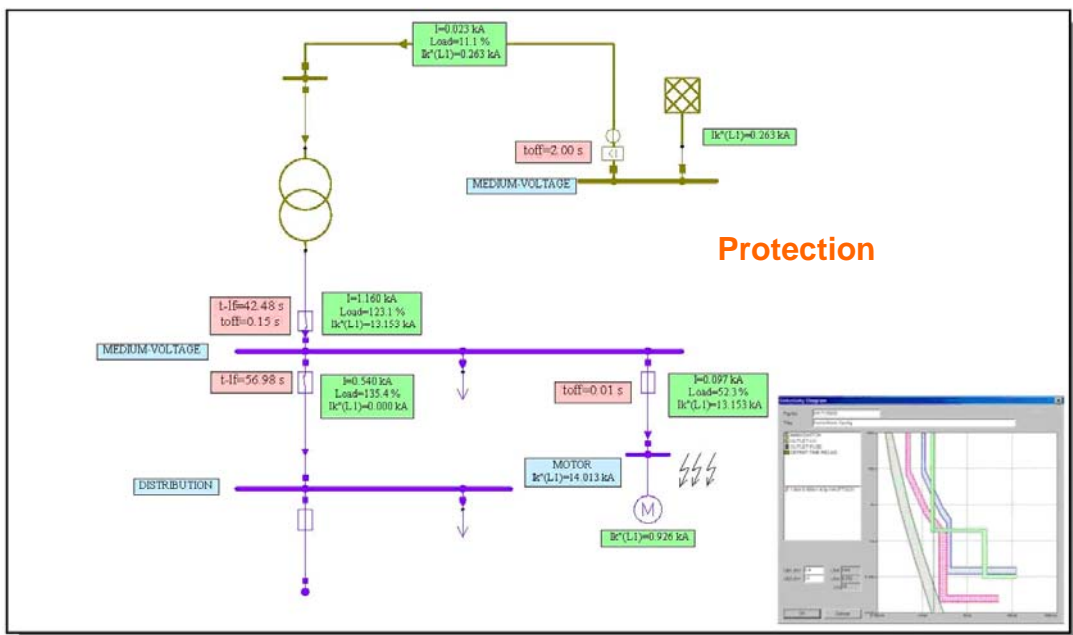 I=0.023 kA
Load=11.1 %
Ik"(L1)=0.263 kA
Ik"(L1)=0.263 kA
toff=2.00 s
<I
MEDIUM-VOLTAGE
Protection
t-If=42.48 s
toff=0.15 s
I=1.160 kA
Load=123.1 %
Ik"(L1)=13.153 kA
MEDIUM-VOLTAGE
t-If=56.98 s
I=0.540 kA
Load=135.4 %
Ik"(L1)=0.000 kA
toff=0.01 s
I=0.097 kA
Load=52.3 %
Ik"(L1)=13.153 kA
MOTOR
Ik"(L1)=14.013 kA
DISTRIBUTION
M
Ik"(L1)=0.926 kA
Selectivity Diagram